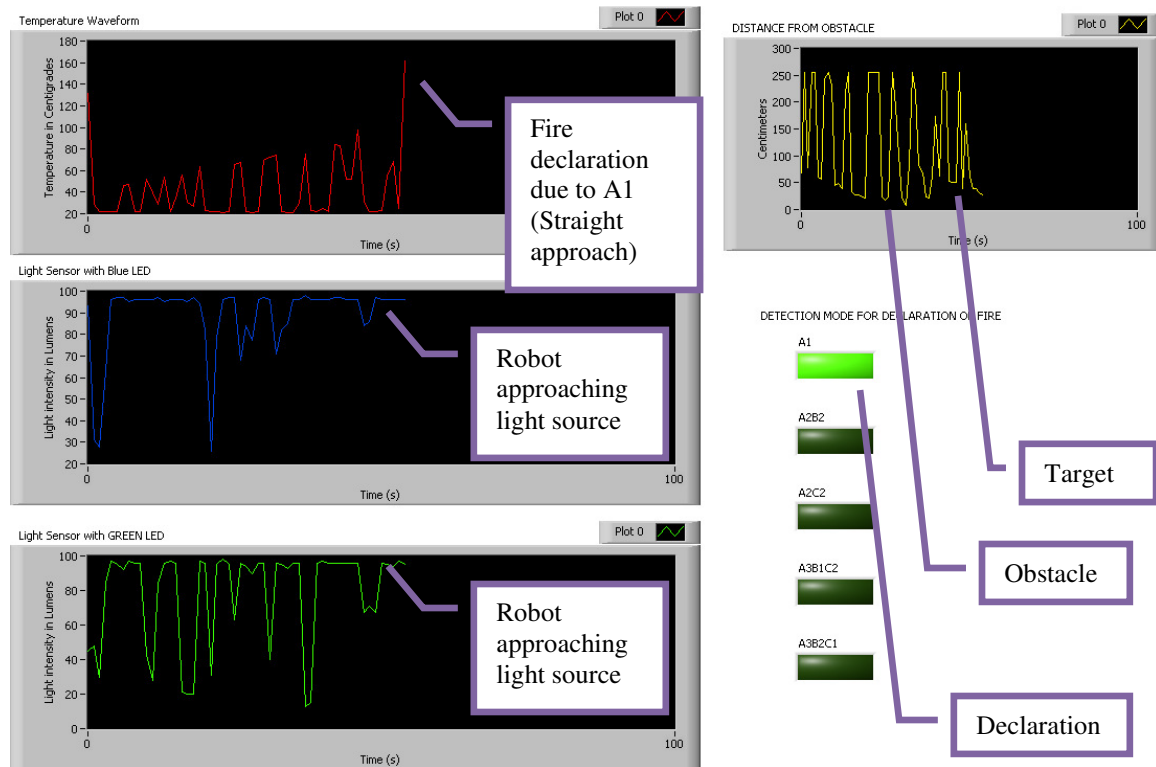 Temperature Waveform
Plot 0
180
160
140
120
100
80
60
40
20
Temperature in Centigrades
0
Time (s)
Fire
declaration
due to A1
(Straight
approach)
Light Sensor with Blue LED
100
90
80
70
60
50
40
30
20
Light intensity in Lumens
0
100
Time (s)
Robot
approaching
light source
Light Sensor with GREEN LED
Plot 0
100
80
60
40
20
0
Light intensity in Lumens
0
100
Time (s)
Robot
approaching
light source
DISTANCE FROM OBSTACLE
Plot 0
300
250
200
150
100
50
0
Centimeters
0
100
Time (s)
DETECTION MODE FOR DECLARATION OF FIRE
A1
A2B2
A2C2
A3B1C2
A3B2C1
Target
Obstacle
Declaration